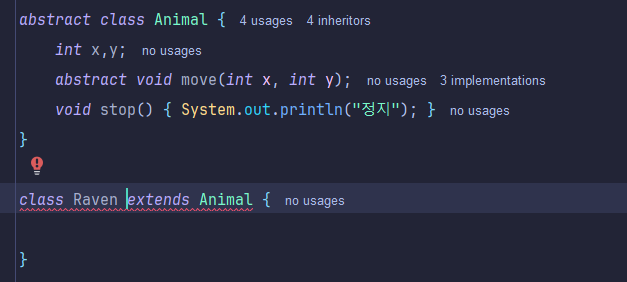 abstract class Animal { 4 usages 4 inheritors
int x,y; no usages
abstract void move(int x, int y); no usages 3 implementations
void stop() { System.out.println("정지"); } no usages
}
class Raven extends Animal { no usages
}